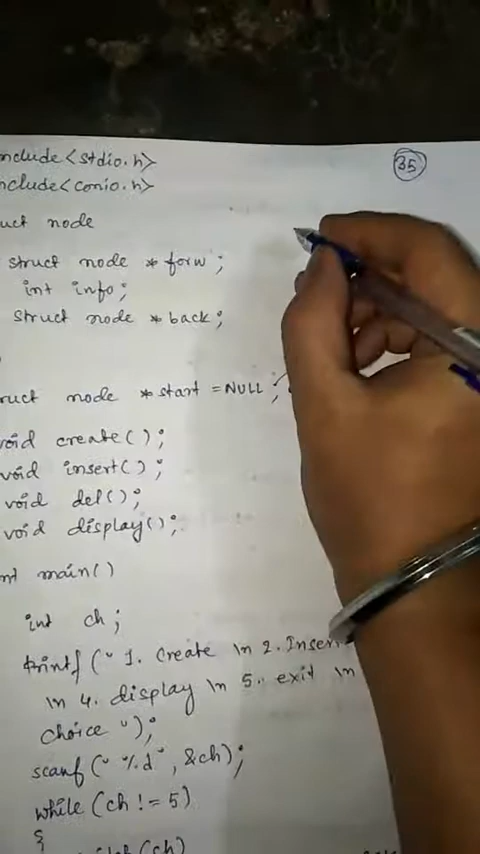 35
nclude<stdio.h>
nclude<conio.h>
uct node
struct node *forw;
int info;
struct node *back;
ruct node *start = NULL;
void create();
void insert();
void del();
void display();
nt main()
int ch;
printf(" 1. Create \n 2. Inser
\n 4. display \n 5. exit \n
choice ");
scanf(" %d", &ch);
while (ch != 5)
{
(ch)